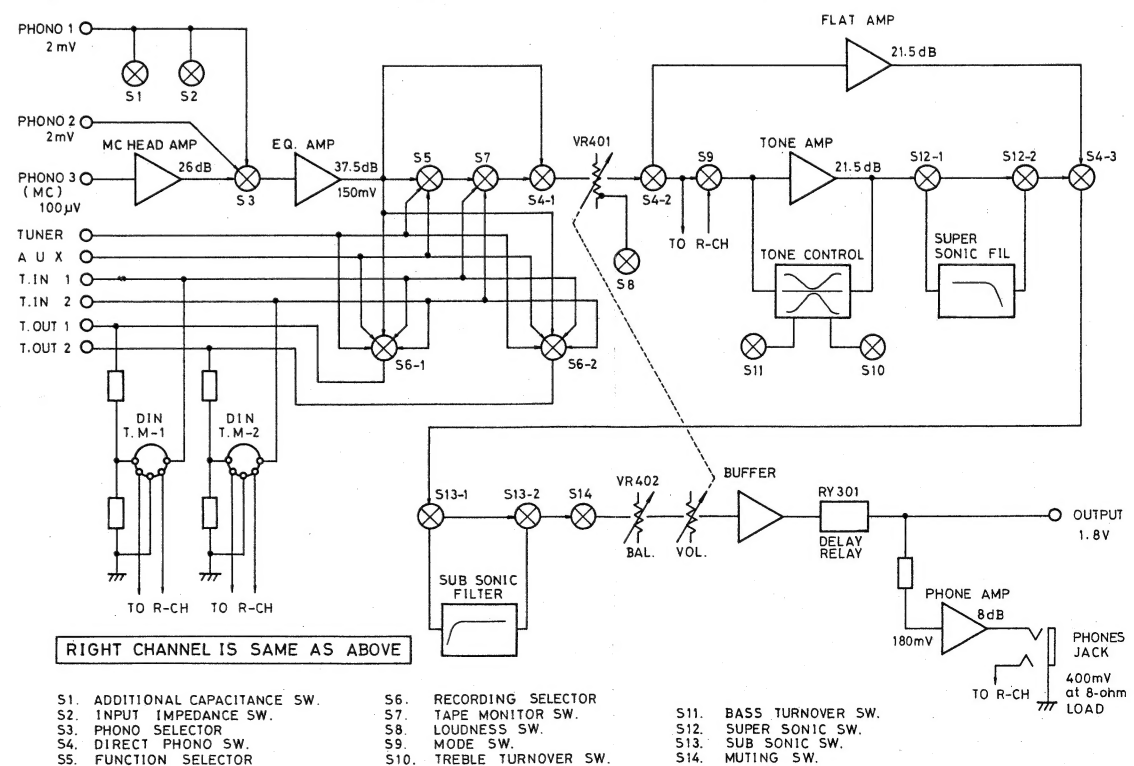 FLAT AMP
21.5dB
PHONO 1
2mV
S1
S2
PHONO 2
2mV
MC HEAD AMP
26dB
PHONO 3
(MC)
100µV
S3
EQ. AMP
37.5dB
150mV
S5
S7
S4-1
VR401
S4-2
S9
TO R-CH
TONE AMP
21.5dB
S12-1
S12-2
S4-3
TUNER
AUX
T.IN 1
T.IN 2
T.OUT 1
T.OUT 2
S8
TONE CONTROL
SUPER
SONIC FIL
S6-1
S6-2
S11
S10
DIN
T.M-1
DIN
T.M-2
TO R-CH
TO R-CH
S13-1
S13-2
S14
VR402
BAL.
VOL.
BUFFER
RY301
DELAY
RELAY
OUTPUT
1.8V
SUB SONIC
FILTER
PHONE AMP
8dB
180mV
PHONES
JACK
TO R-CH
400mV
at 8-ohm
LOAD
RIGHT CHANNEL IS SAME AS ABOVE
S1. ADDITIONAL CAPACITANCE SW.
S2. INPUT IMPEDANCE SW.
S3. PHONO SELECTOR
S4. DIRECT PHONO SW.
S5. FUNCTION SELECTOR
S6. RECORDING SELECTOR
S7. TAPE MONITOR SW.
S8. LOUDNESS SW.
S9. MODE SW.
S10. TREBLE TURNOVER SW.
S11. BASS TURNOVER SW.
S12. SUPER SONIC SW.
S13. SUB SONIC SW.
S14. MUTING SW.